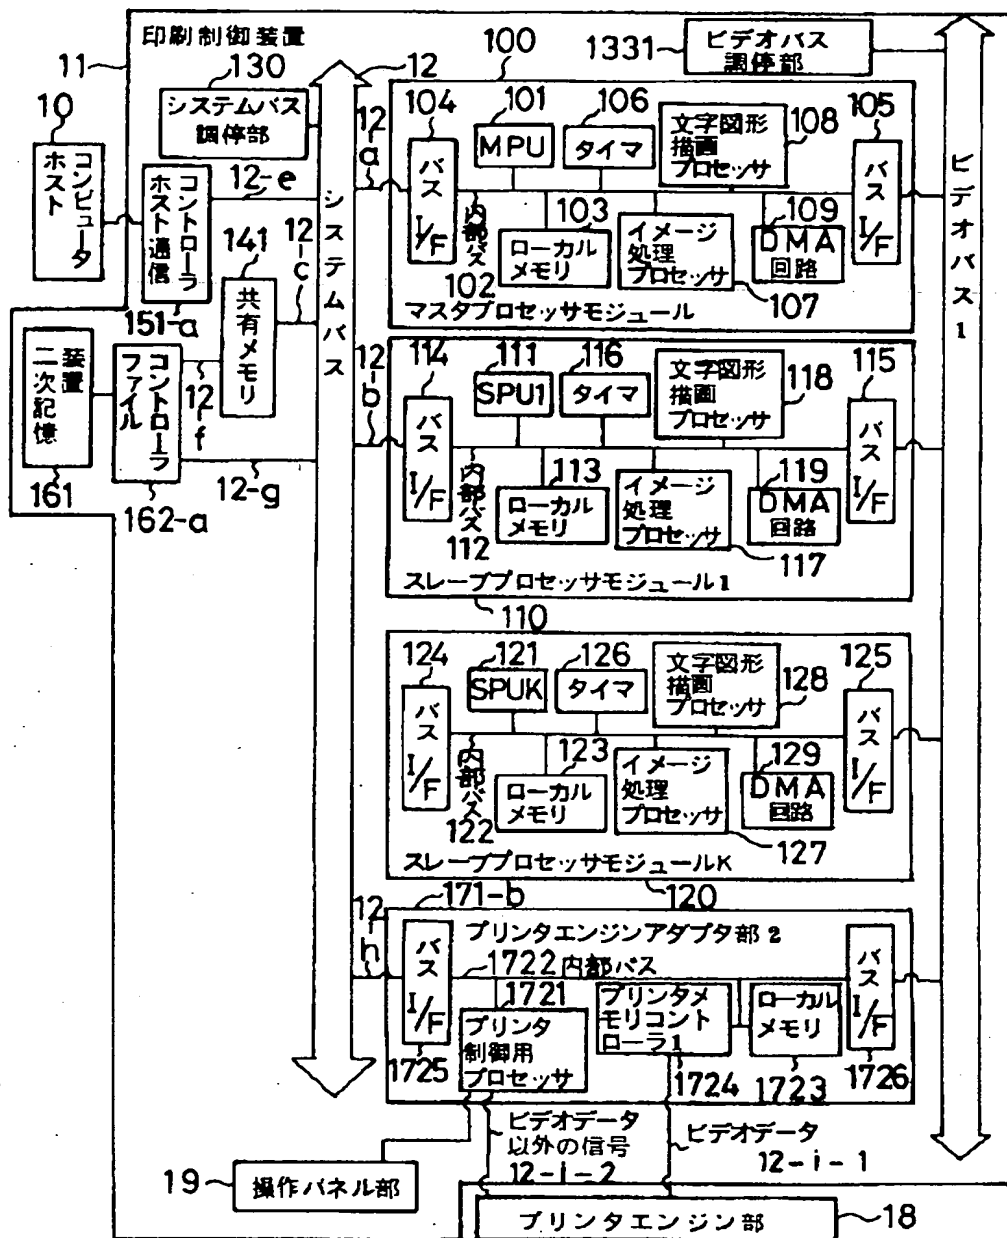 印刷制御装置
11
130
12
100
1331
ビデオバス
調停部
10
ホスト
コンピュータ
システムバス
調停部
12-e
ホスト通信
コントローラ
151-a
141
12-c
共有メモリ
システムバス
ビデオバス1
12-a
104
バスI/F
101
MPU
106
タイマ
文字図形
描画
プロセッサ
108
105
バスI/F
内部バス
102
103
ローカル
メモリ
イメージ
処理
プロセッサ
107
109
DMA
回路
マスタプロセッサモジュール
二次記憶
装置
161
ファイル
コントローラ
162-a
12-f
12-g
12-b
114
バスI/F
111
SPU1
116
タイマ
文字図形
描画
プロセッサ
118
115
バスI/F
内部バス
112
113
ローカル
メモリ
イメージ
処理
プロセッサ
117
119
DMA
回路
スレーブプロセッサモジュール1
110
124
バスI/F
121
SPUK
126
タイマ
文字図形
描画
プロセッサ
128
125
バスI/F
内部バス
122
123
ローカル
メモリ
イメージ
処理
プロセッサ
127
129
DMA
回路
スレーブプロセッサモジュールK
120
171-b
12-h
プリンタエンジンアダプタ部2
バスI/F
1725
1722 内部バス
1721
プリンタ
制御用
プロセッサ
プリンタメ
モリコント
ローラ1
1724
ローカル
メモリ
1723
バスI/F
1726
ビデオデータ
以外の信号
12-i-2
ビデオデータ
12-i-1
19
操作パネル部
プリンタエンジン部
18